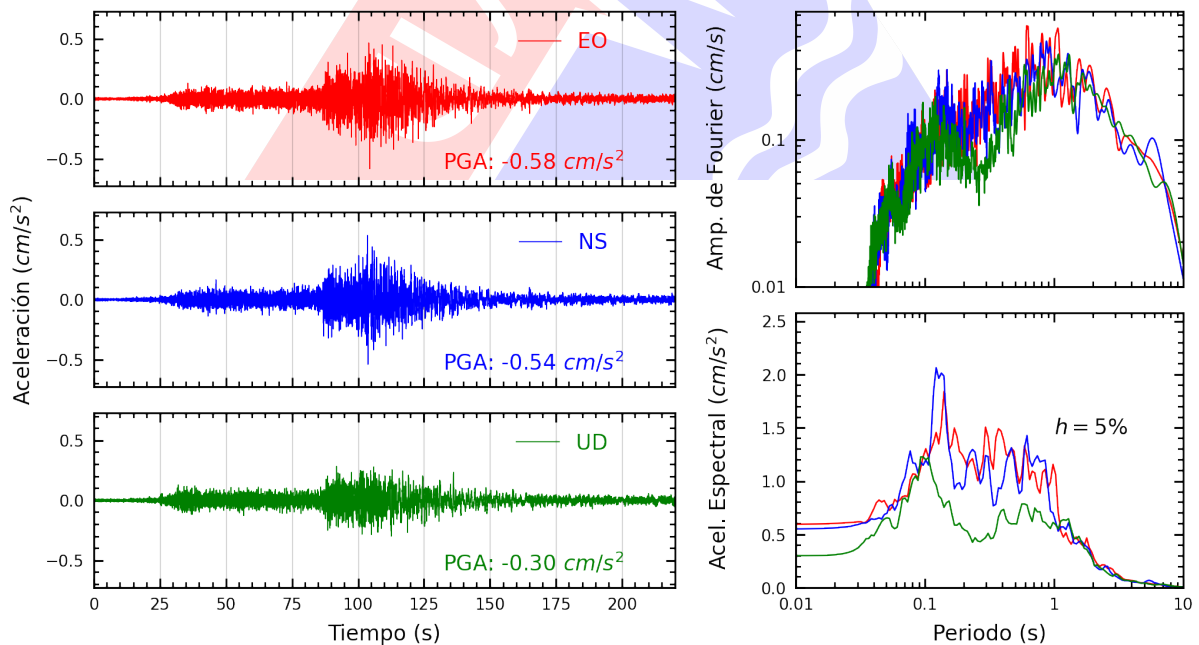 0.5
0.0
−0.5
EO
PGA: -0.58 cm/s²
0.5
0.0
−0.5
NS
PGA: -0.54 cm/s²
0.5
0.0
−0.5
UD
PGA: -0.30 cm/s²
0 25 50 75 100 125 150 175 200
Tiempo (s)
Aceleración (cm/s²)
Amp. de Fourier (cm/s)
0.1
0.01
Acel. Espectral (cm/s²)
2.5
2.0
1.5
1.0
0.5
0.0
h = 5%
0.01 0.1 1 10
Periodo (s)